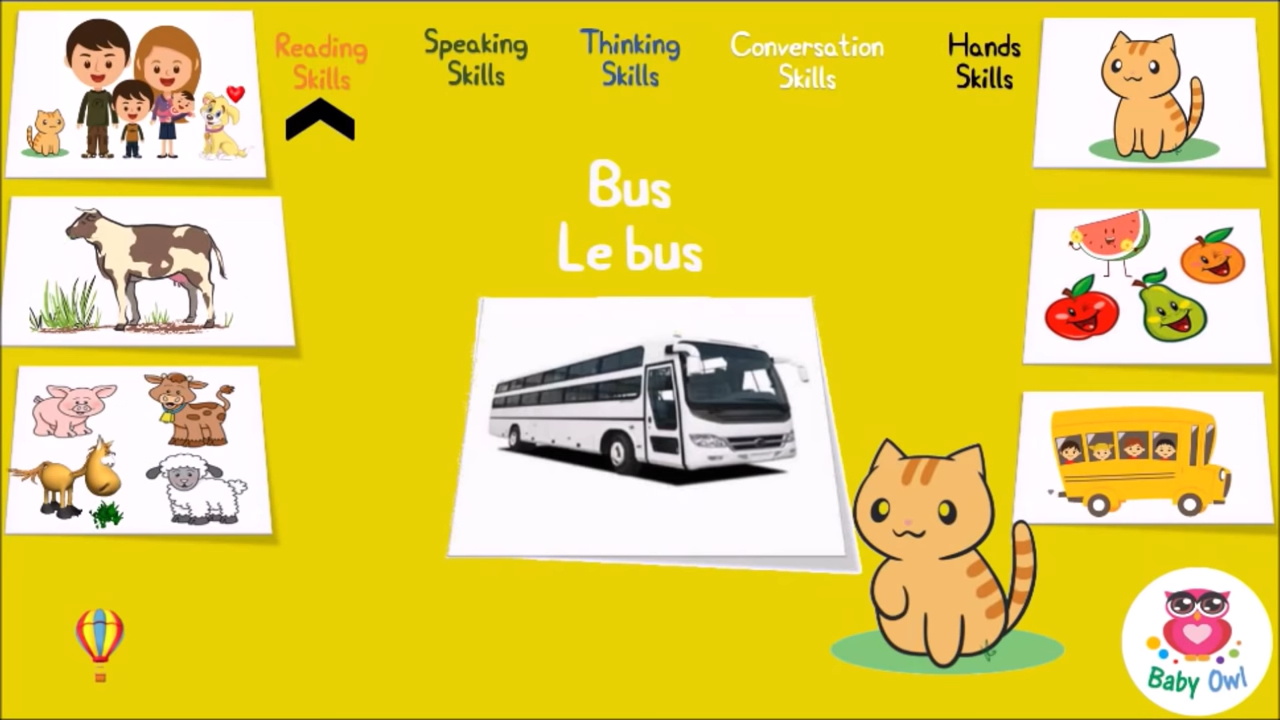 Reading
Skills
Speaking
Skills
Thinking
Skills
Conversation
Skills
Hands
Skills
Bus
Le bus
Baby Owl